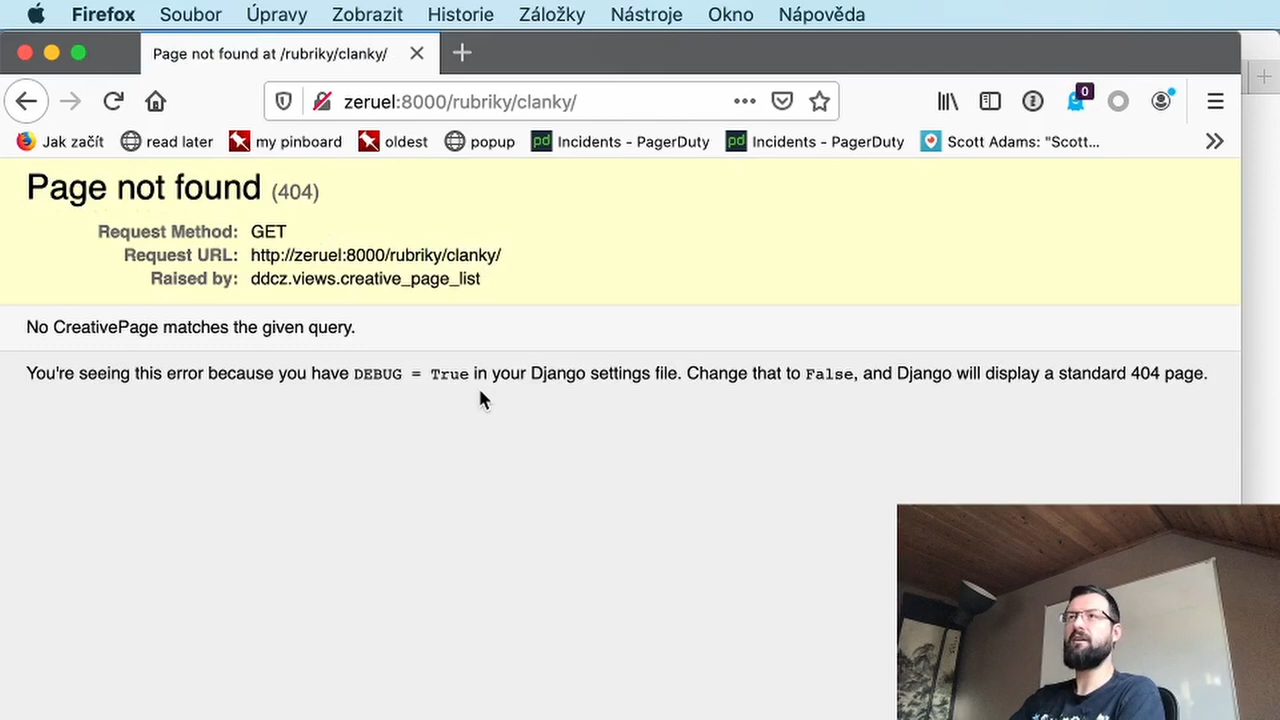 Firefox Soubor Úpravy Zobrazit Historie Záložky Nástroje Okno Nápověda
Page not found at /rubriky/clanky/
zeruel:8000/rubriky/clanky/
0
Jak začít read later my pinboard oldest popup pd Incidents - PagerDuty pd Incidents - PagerDuty Scott Adams: "Scott...
Page not found (404)
Request Method: GET
Request URL: http://zeruel:8000/rubriky/clanky/
Raised by: ddcz.views.creative_page_list
No CreativePage matches the given query.
You're seeing this error because you have DEBUG = True in your Django settings file. Change that to False, and Django will display a standard 404 page.